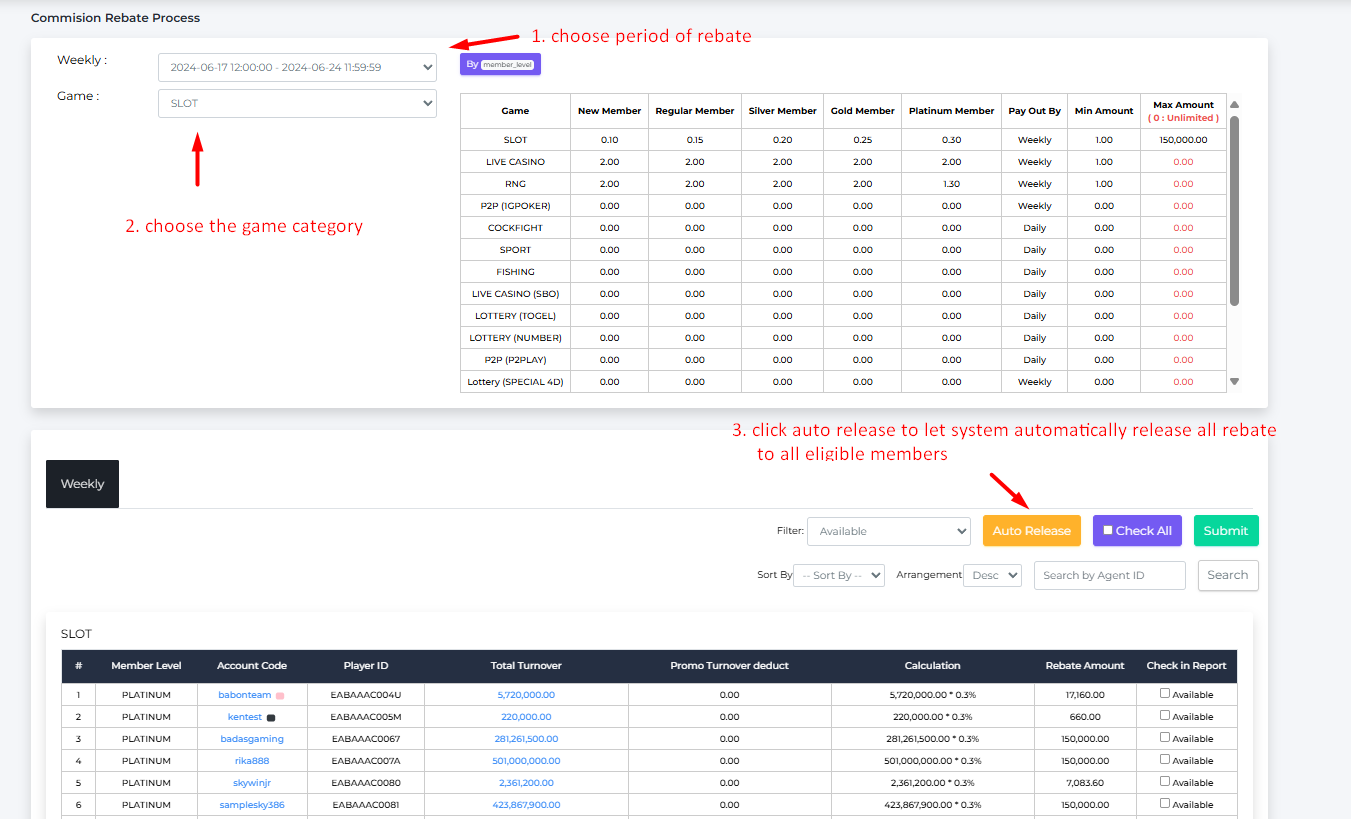 Commision Rebate Process
1. choose period of rebate
Weekly :
2024-06-17 12:00:00 - 2024-06-24 11:59:59
By member_level
Game :
SLOT
2. choose the game category
Game New Member Regular Member Silver Member Gold Member Platinum Member Pay Out By Min Amount Max Amount
( 0 : Unlimited )
SLOT 0.10 0.15 0.20 0.25 0.30 Weekly 1.00 150,000.00
LIVE CASINO 2.00 2.00 2.00 2.00 2.00 Weekly 1.00 0.00
RNG 2.00 2.00 2.00 2.00 1.30 Weekly 1.00 0.00
P2P (1GPOKER) 0.00 0.00 0.00 0.00 0.00 Weekly 0.00 0.00
COCKFIGHT 0.00 0.00 0.00 0.00 0.00 Daily 0.00 0.00
SPORT 0.00 0.00 0.00 0.00 0.00 Daily 0.00 0.00
FISHING 0.00 0.00 0.00 0.00 0.00 Daily 0.00 0.00
LIVE CASINO (SBO) 0.00 0.00 0.00 0.00 0.00 Daily 0.00 0.00
LOTTERY (TOGEL) 0.00 0.00 0.00 0.00 0.00 Daily 0.00 0.00
LOTTERY (NUMBER) 0.00 0.00 0.00 0.00 0.00 Daily 0.00 0.00
P2P (P2PLAY) 0.00 0.00 0.00 0.00 0.00 Daily 0.00 0.00
Lottery (SPECIAL 4D) 0.00 0.00 0.00 0.00 0.00 Weekly 0.00 0.00
3. click auto release to let system automatically release all rebate
to all eligible members
Weekly
Filter: Available Auto Release Check All Submit
Sort By -- Sort By -- Arrangement Desc Search by Agent ID Search
SLOT
# Member Level Account Code Player ID Total Turnover Promo Turnover deduct Calculation Rebate Amount Check in Report
1 PLATINUM babonteam EABAAAC004U 5,720,000.00 0.00 5,720,000.00 * 0.3% 17,160.00 Available
2 PLATINUM kentest EABAAAC005M 220,000.00 0.00 220,000.00 * 0.3% 660.00 Available
3 PLATINUM badasgaming EABAAAC0067 281,261,500.00 0.00 281,261,500.00 * 0.3% 150,000.00 Available
4 PLATINUM rika888 EABAAAC007A 501,000,000.00 0.00 501,000,000.00 * 0.3% 150,000.00 Available
5 PLATINUM skywinjr EABAAAC0080 2,361,200.00 0.00 2,361,200.00 * 0.3% 7,083.60 Available
6 PLATINUM samplesky386 EABAAAC0081 423,867,900.00 0.00 423,867,900.00 * 0.3% 150,000.00 Available